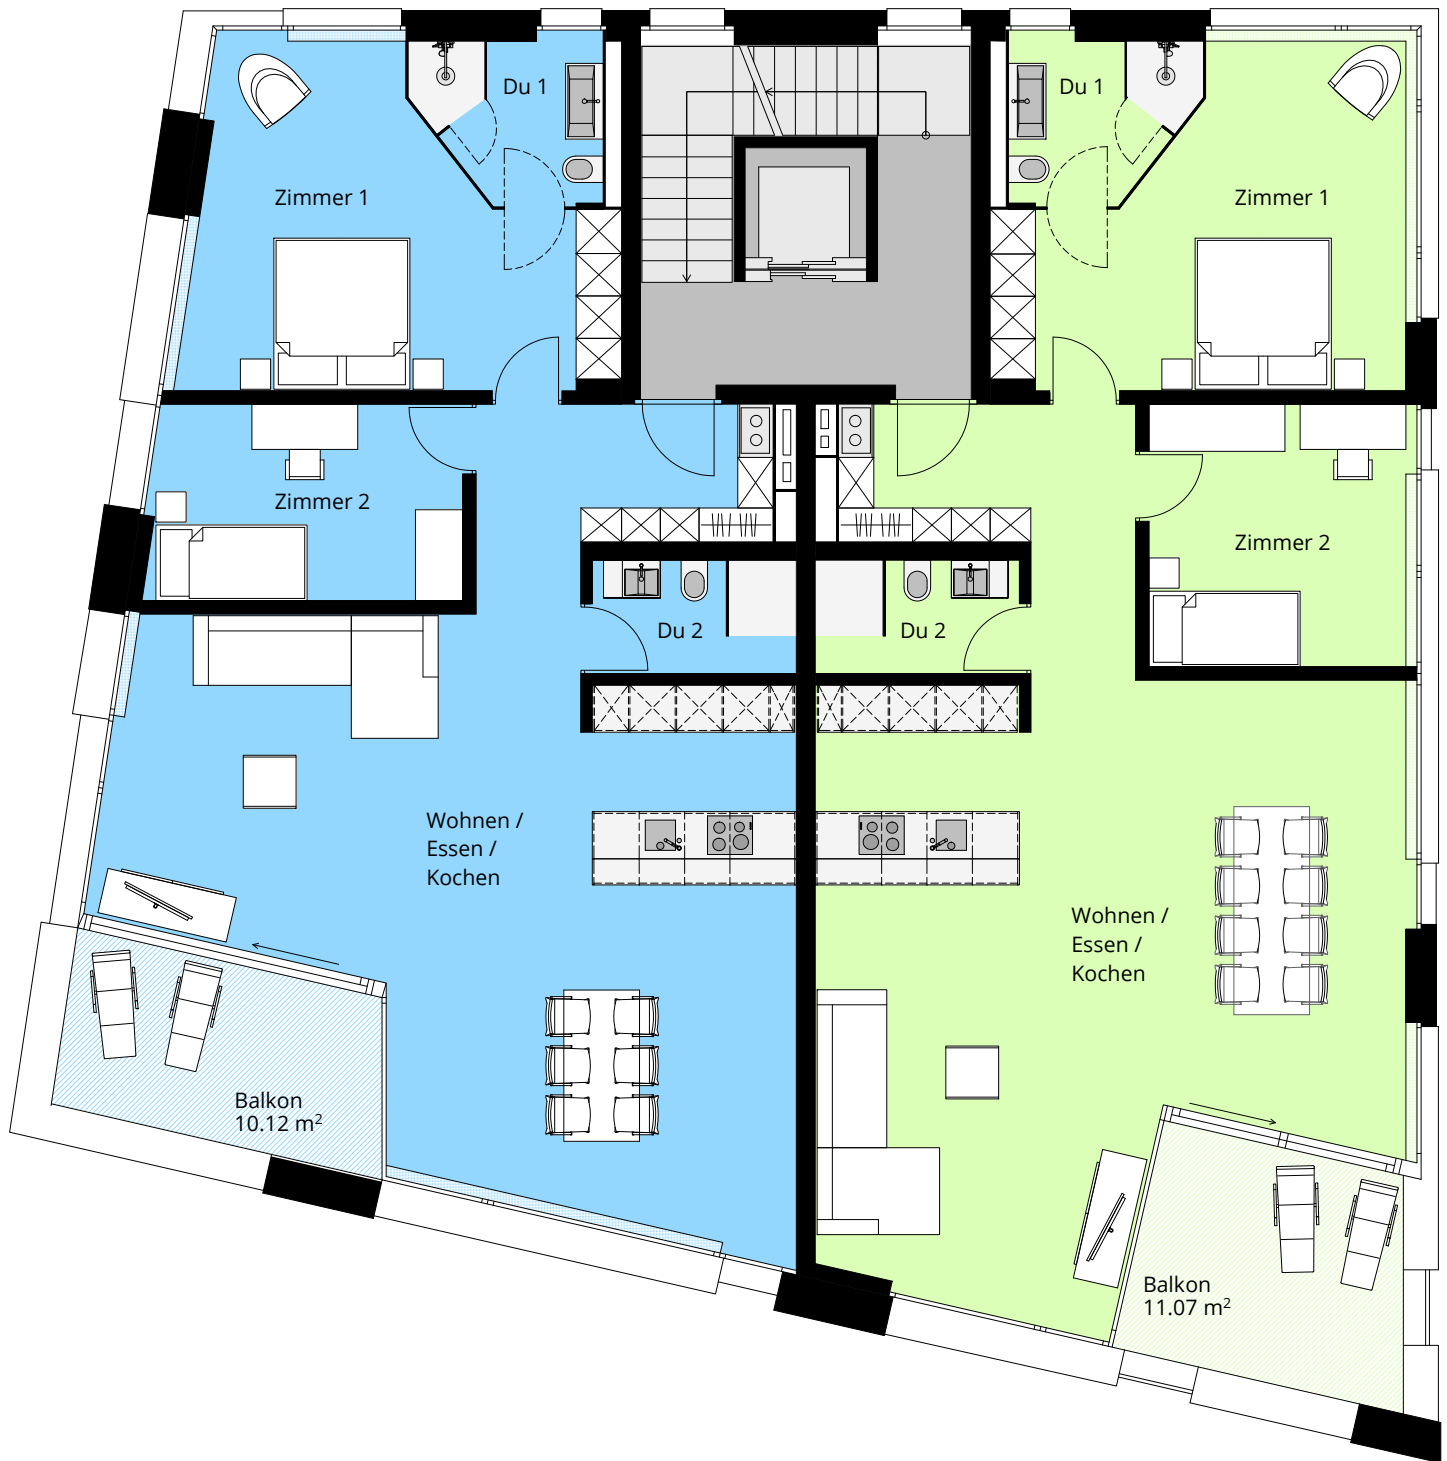 Du 1
Du 1
Zimmer 1
Zimmer 1
Zimmer 2
Zimmer 2
Du 2
Du 2
Wohnen /
Essen /
Kochen
Wohnen /
Essen /
Kochen
Balkon
10.12 m²
Balkon
11.07 m²